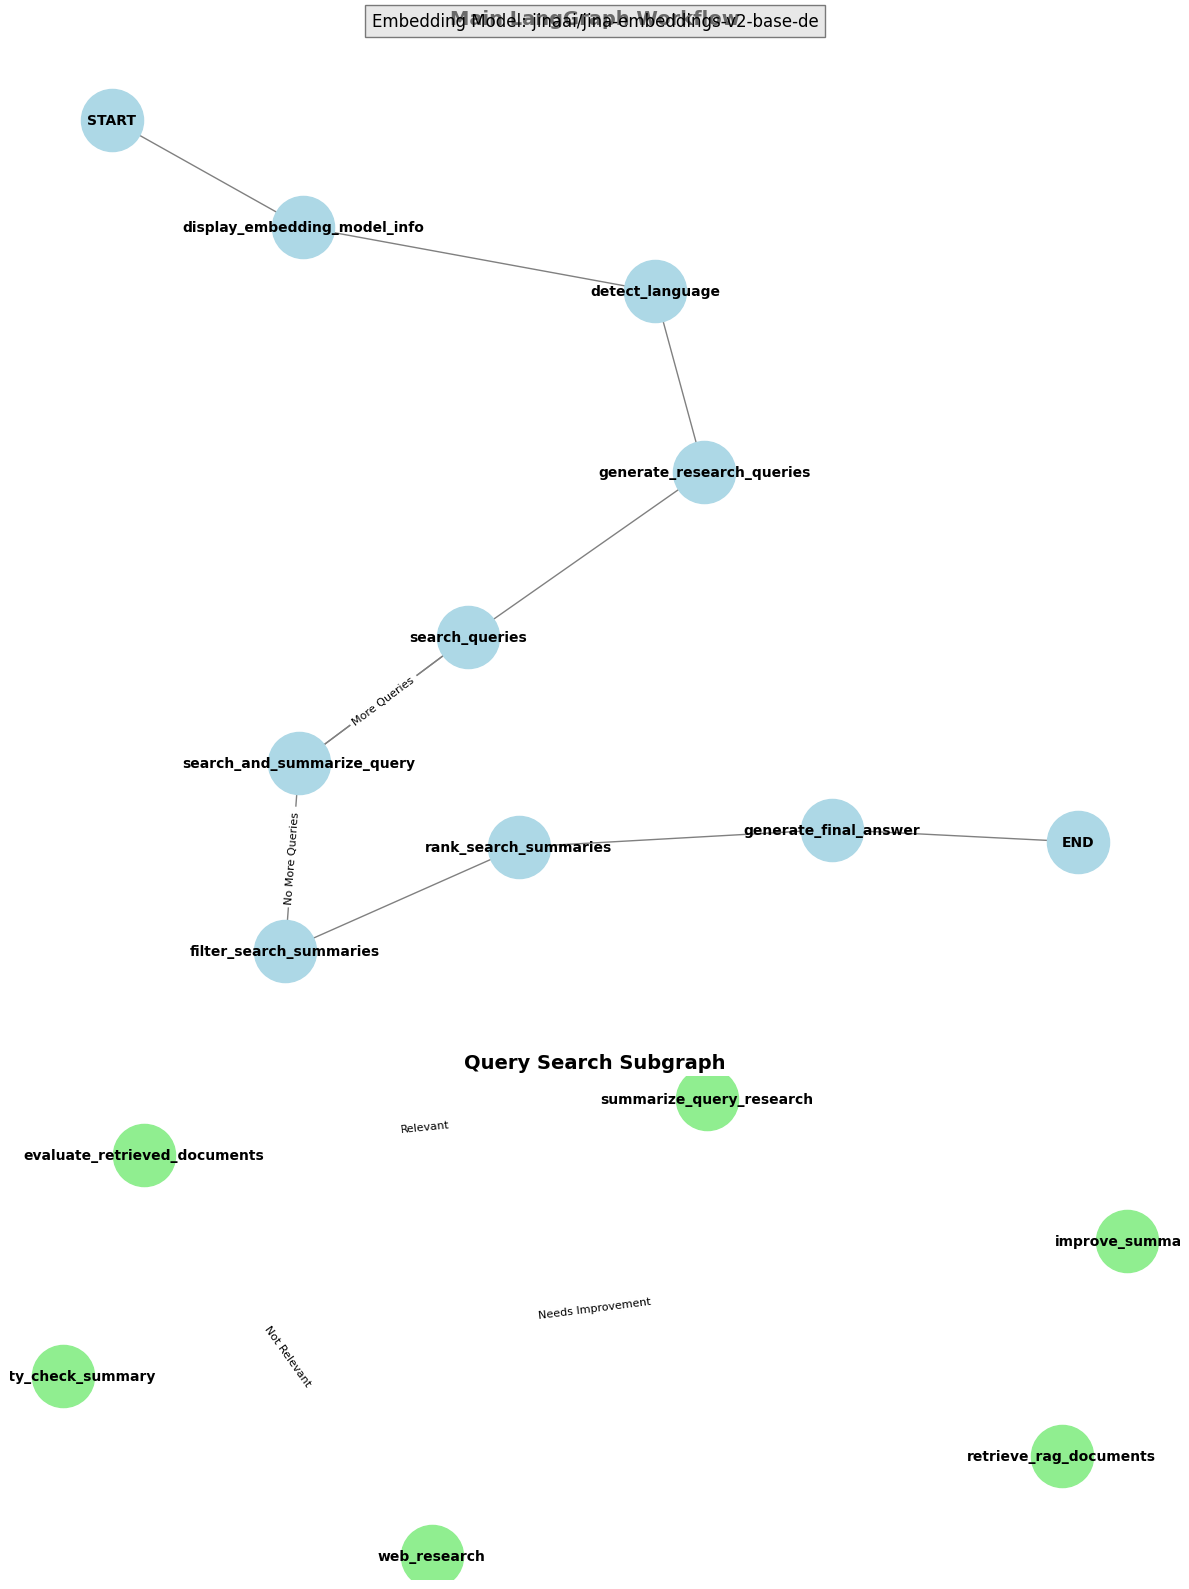 Main LangGraph Workflow
Embedding Model: jinaai/jina-embeddings-v2-base-de
START
display_embedding_model_info
detect_language
generate_research_queries
search_queries
More Queries
search_and_summarize_query
No More Queries
generate_final_answer
rank_search_summaries
END
filter_search_summaries
Query Search Subgraph
summarize_query_research
Relevant
evaluate_retrieved_documents
improve_summa
Needs Improvement
Not Relevant
ty_check_summary
retrieve_rag_documents
web_research